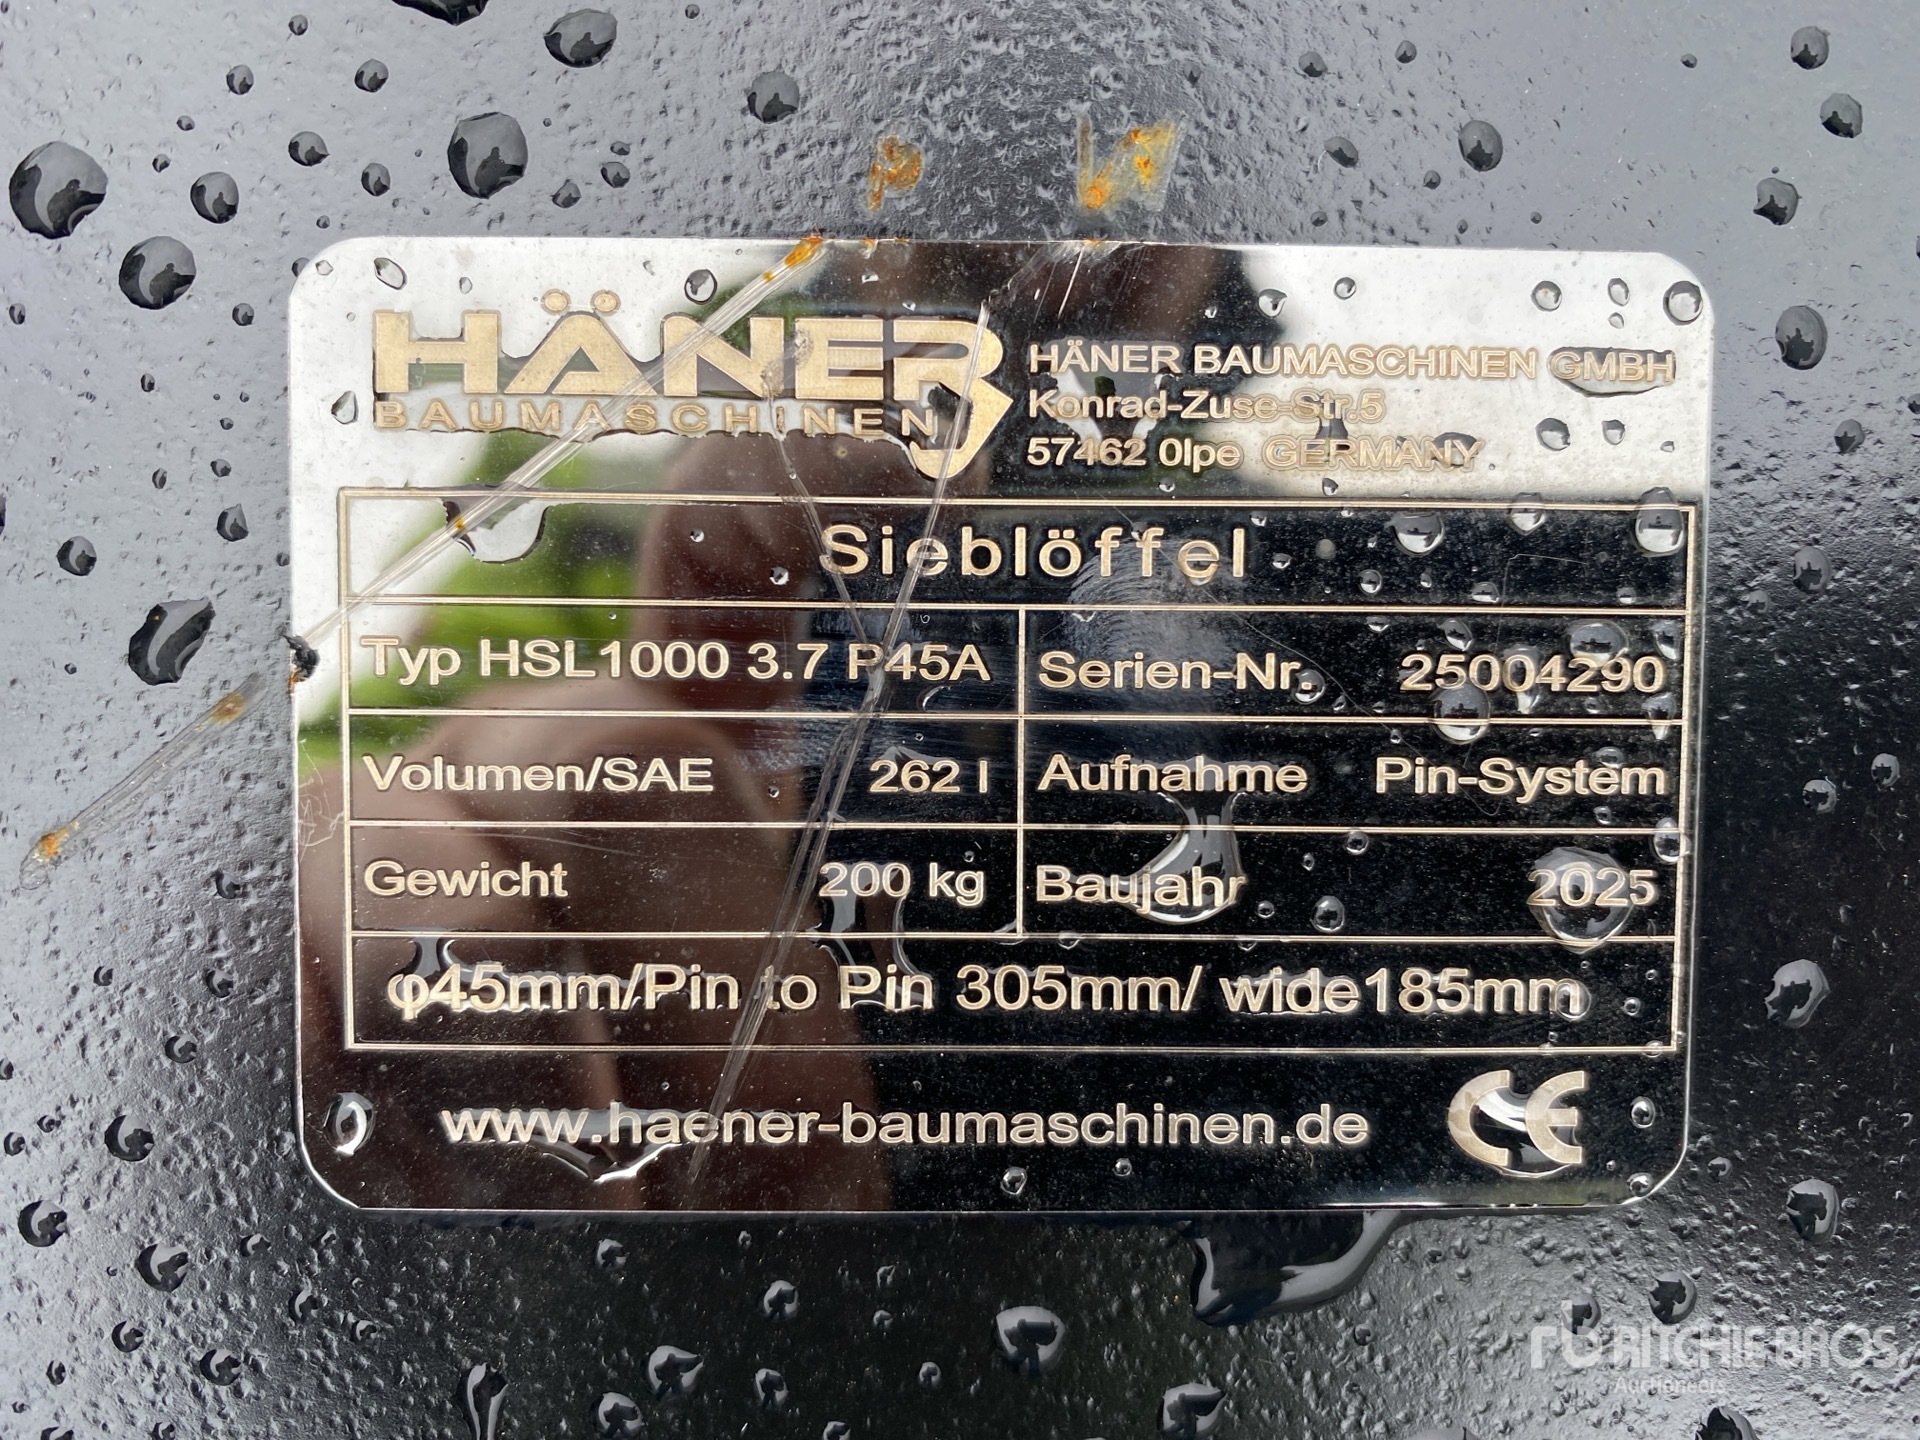 HÄNER
BAUMASCHINEN
HÄNER BAUMASCHINEN GMBH
Konrad-Zuse-Str.5
57462 Olpe GERMANY
Sieblöffel
Typ HSL1000 3.7 P45A
Serien-Nr. 25004290
Volumen/SAE 262 l
Aufnahme Pin-System
Gewicht 200 kg
Baujahr 2025
φ45mm/Pin to Pin 305mm/ wide185mm
www.haener-baumaschinen.de
CE
rb RITCHIE BROS.
Auctioneers